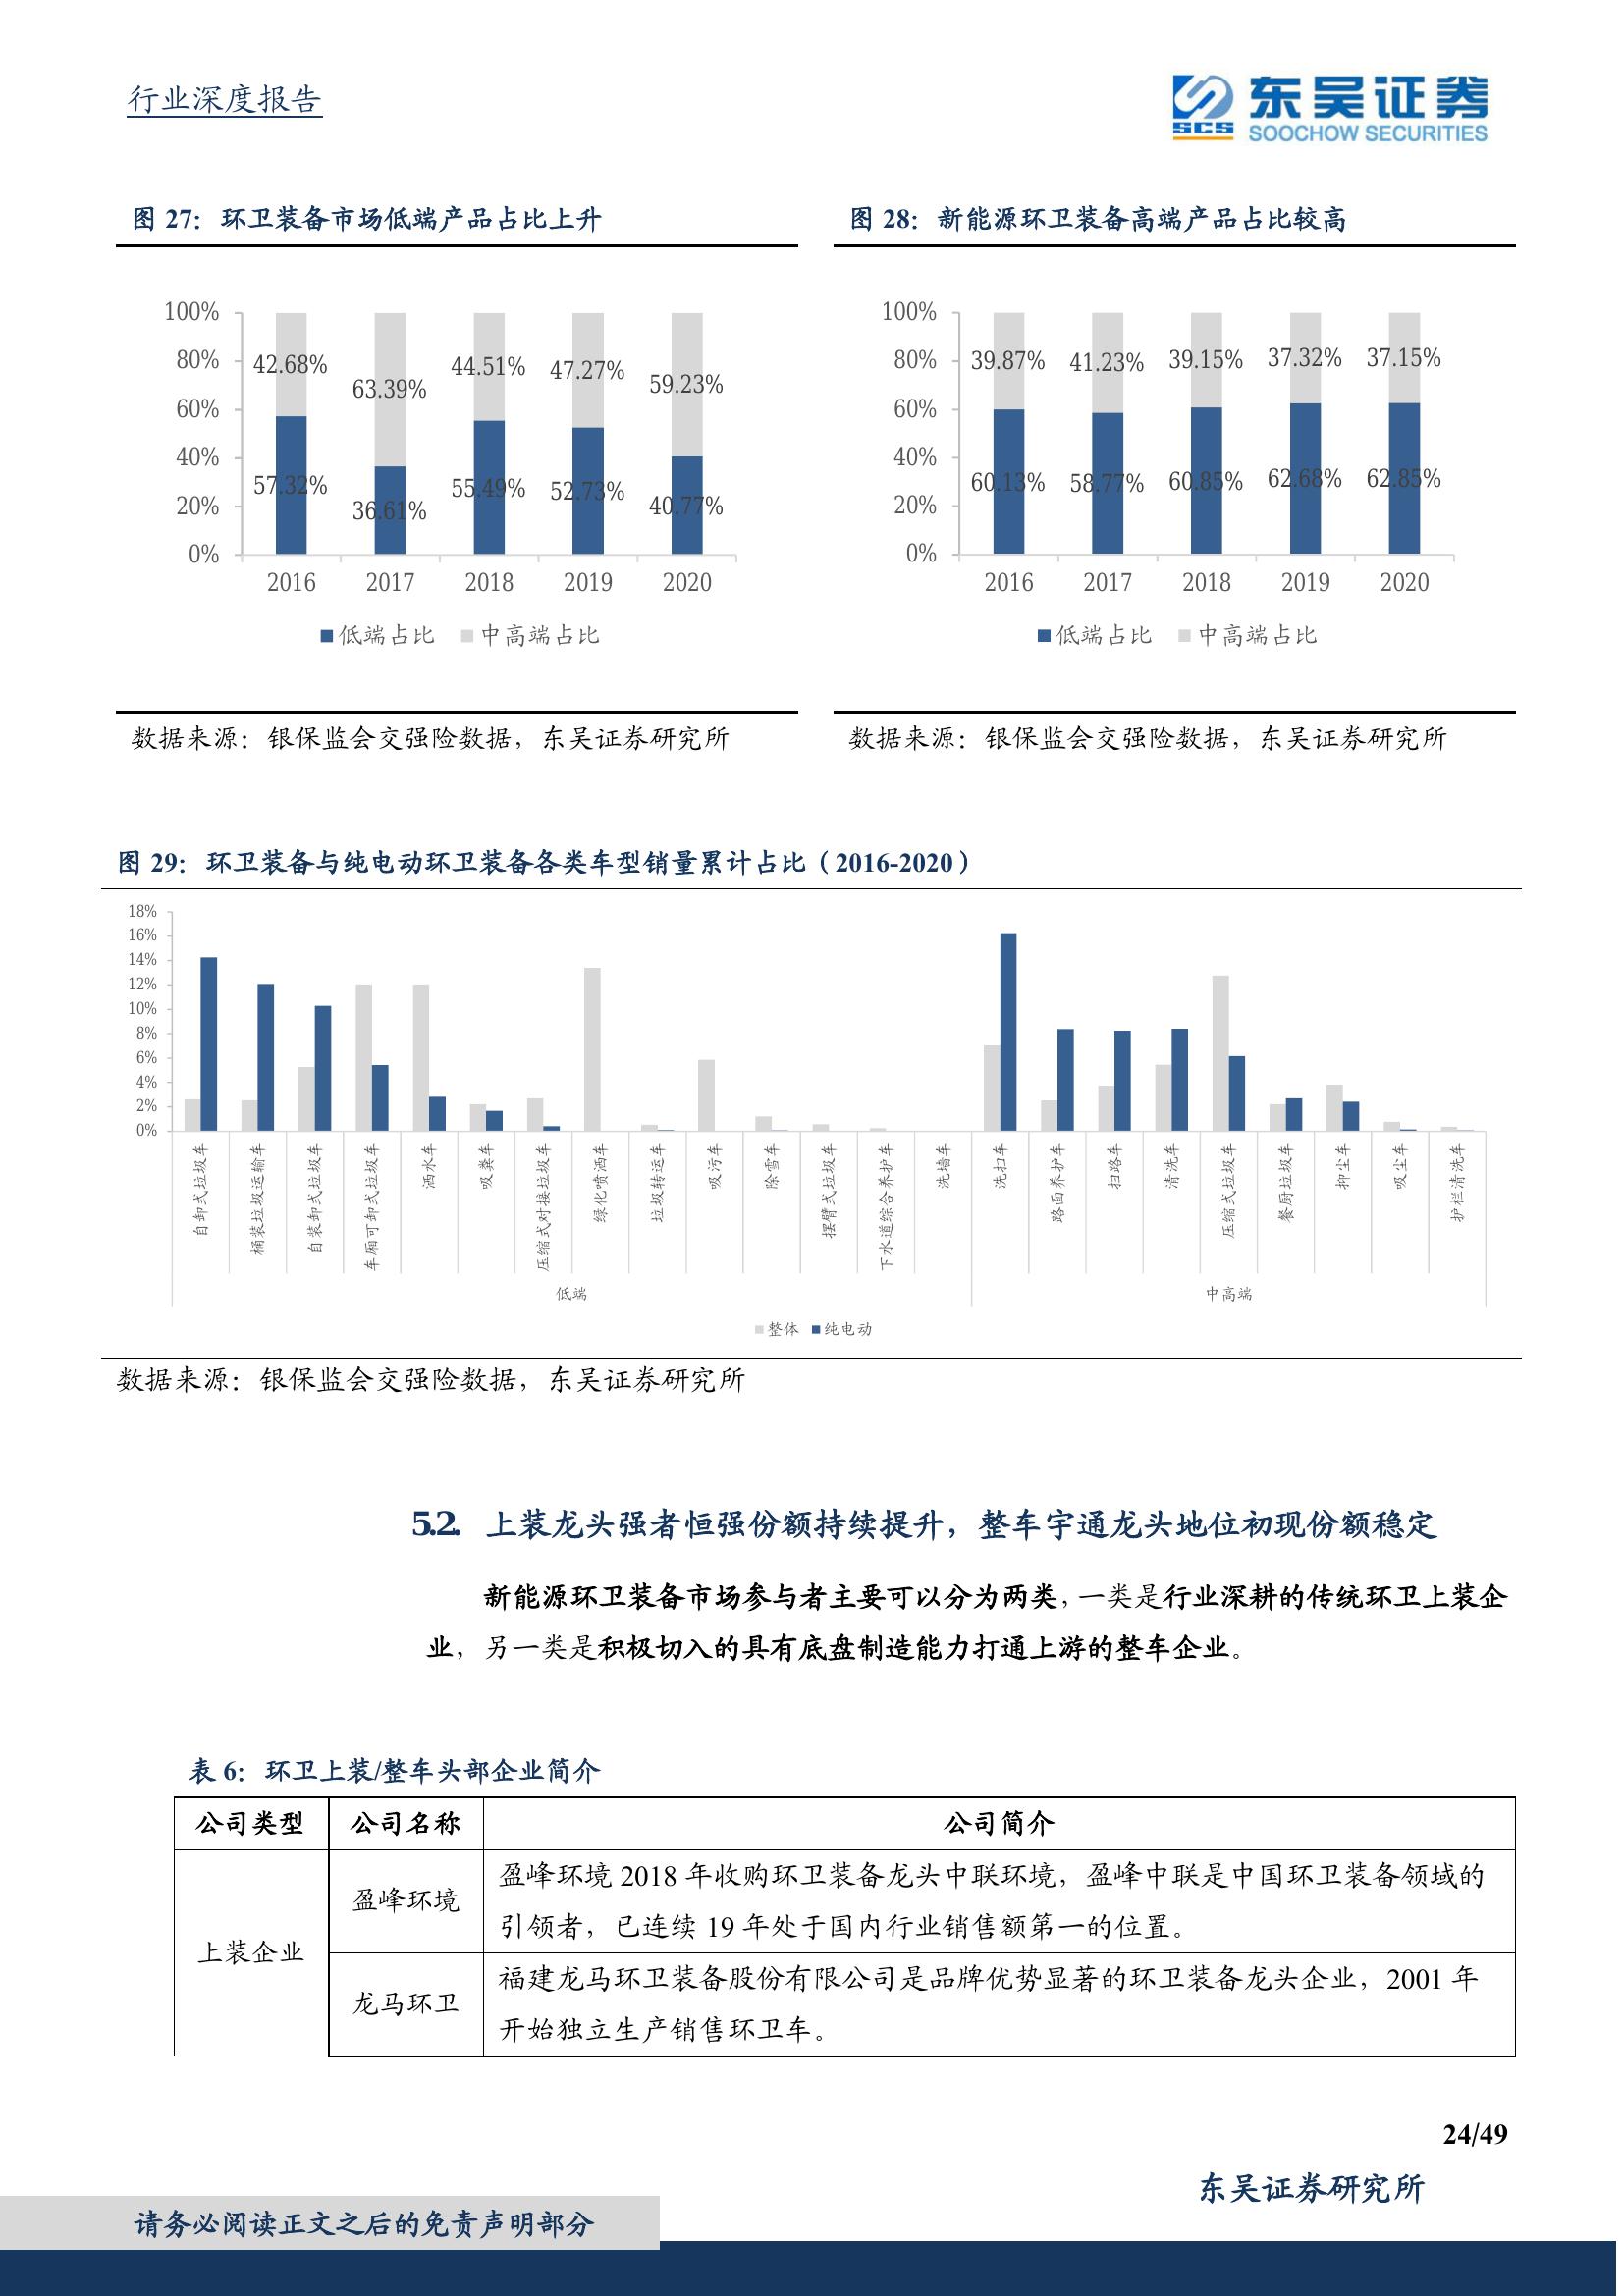 行业深度报告
东吴证券
SCS
SOOCHOW SECURITIES
图 27：环卫装备市场低端产品占比上升
100%
80%
60%
40%
20%
0%
42.68%
63.39%
44.51%
47.27%
59.23%
57.32%
36.61%
55.49%
52.73%
40.77%
2016 2017 2018 2019 2020
低端占比 中高端占比
数据来源：银保监会交强险数据，东吴证券研究所
图 28：新能源环卫装备高端产品占比较高
100%
80%
60%
40%
20%
0%
39.87%
41.23%
39.15%
37.32%
37.15%
60.13%
58.77%
60.85%
62.68%
62.85%
2016 2017 2018 2019 2020
低端占比 中高端占比
数据来源：银保监会交强险数据，东吴证券研究所
图 29：环卫装备与纯电动环卫装备各类车型销量累计占比（2016-2020）
18%
16%
14%
12%
10%
8%
6%
4%
2%
0%
自卸式垃圾车
桶装垃圾运输车
自装卸式垃圾车
车厢可卸式垃圾车
洒水车
吸粪车
压缩式对接垃圾车
绿化喷洒车
垃圾转运车
吸污车
除雪车
摆臂式垃圾车
下水道综合养护车
洗墙车
洗扫车
路面养护车
扫路车
清洗车
压缩式垃圾车
餐厨垃圾车
抑尘车
吸尘车
护栏清洗车
低端 中高端
整体 纯电动
数据来源：银保监会交强险数据，东吴证券研究所
5.2. 上装龙头强者恒强份额持续提升，整车宇通龙头地位初现份额稳定
新能源环卫装备市场参与者主要可以分为两类，一类是行业深耕的传统环卫上装企
业，另一类是积极切入的具有底盘制造能力打通上游的整车企业。
表 6：环卫上装/整车头部企业简介
公司类型 公司名称 公司简介
上装企业
盈峰环境
盈峰环境 2018 年收购环卫装备龙头中联环境，盈峰中联是中国环卫装备领域的
引领者，已连续 19 年处于国内行业销售额第一的位置。
龙马环卫
福建龙马环卫装备股份有限公司是品牌优势显著的环卫装备龙头企业，2001 年
开始独立生产销售环卫车。
24/49
东吴证券研究所
请务必阅读正文之后的免责声明部分